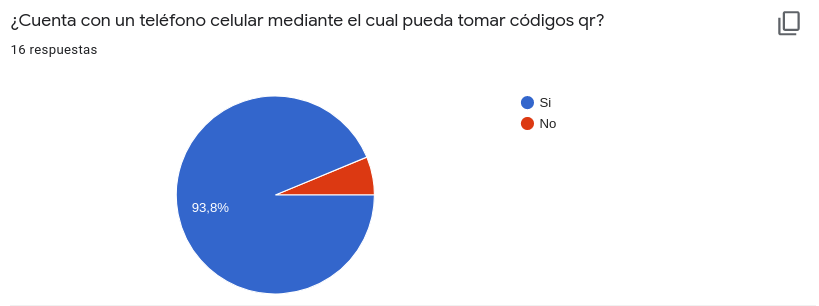 ¿Cuenta con un teléfono celular mediante el cual pueda tomar códigos qr?
16 respuestas
Si
No
93,8%